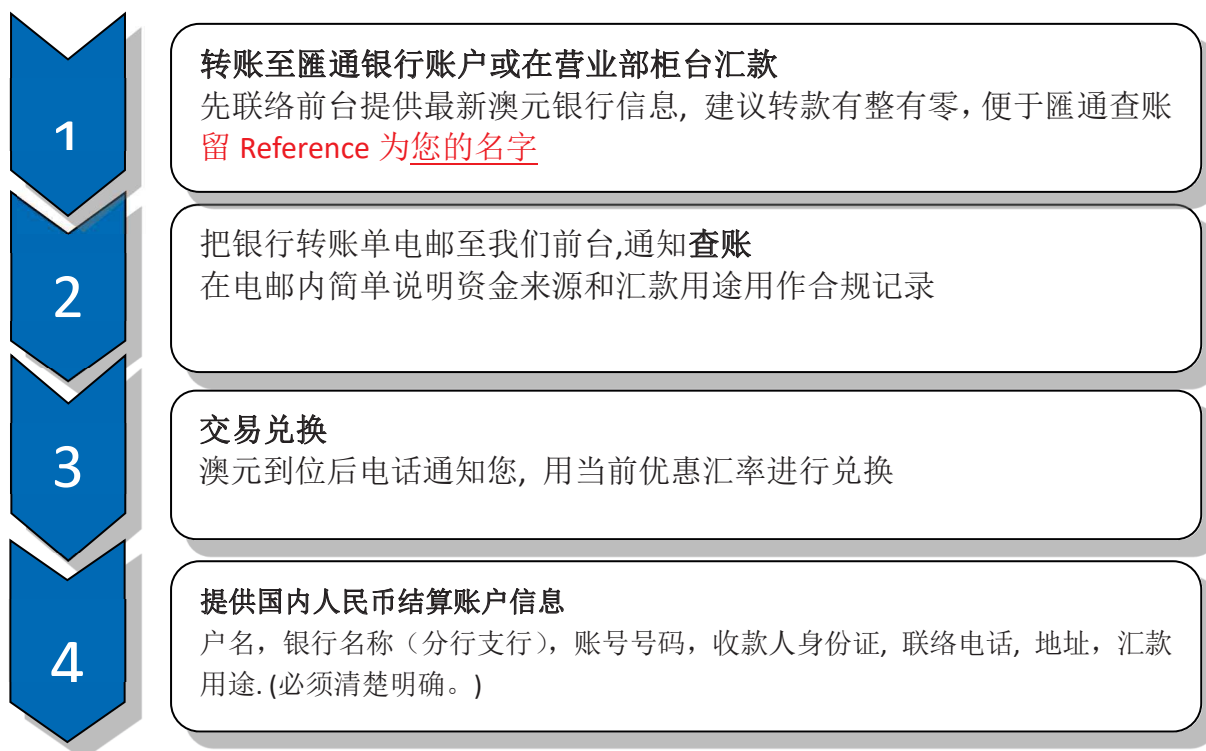 1
转账至匯通银行账户或在营业部柜台汇款
先联络前台提供最新澳元银行信息, 建议转款有整有零，便于匯通查账
留 Reference 为您的名字
2
把银行转账单电邮至我们前台,通知查账
在电邮内简单说明资金来源和汇款用途用作合规记录
3
交易兑换
澳元到位后电话通知您, 用当前优惠汇率进行兑换
4
提供国内人民币结算账户信息
户名，银行名称（分行支行），账号号码，收款人身份证, 联络电话, 地址，汇款
用途. (必须清楚明确。)